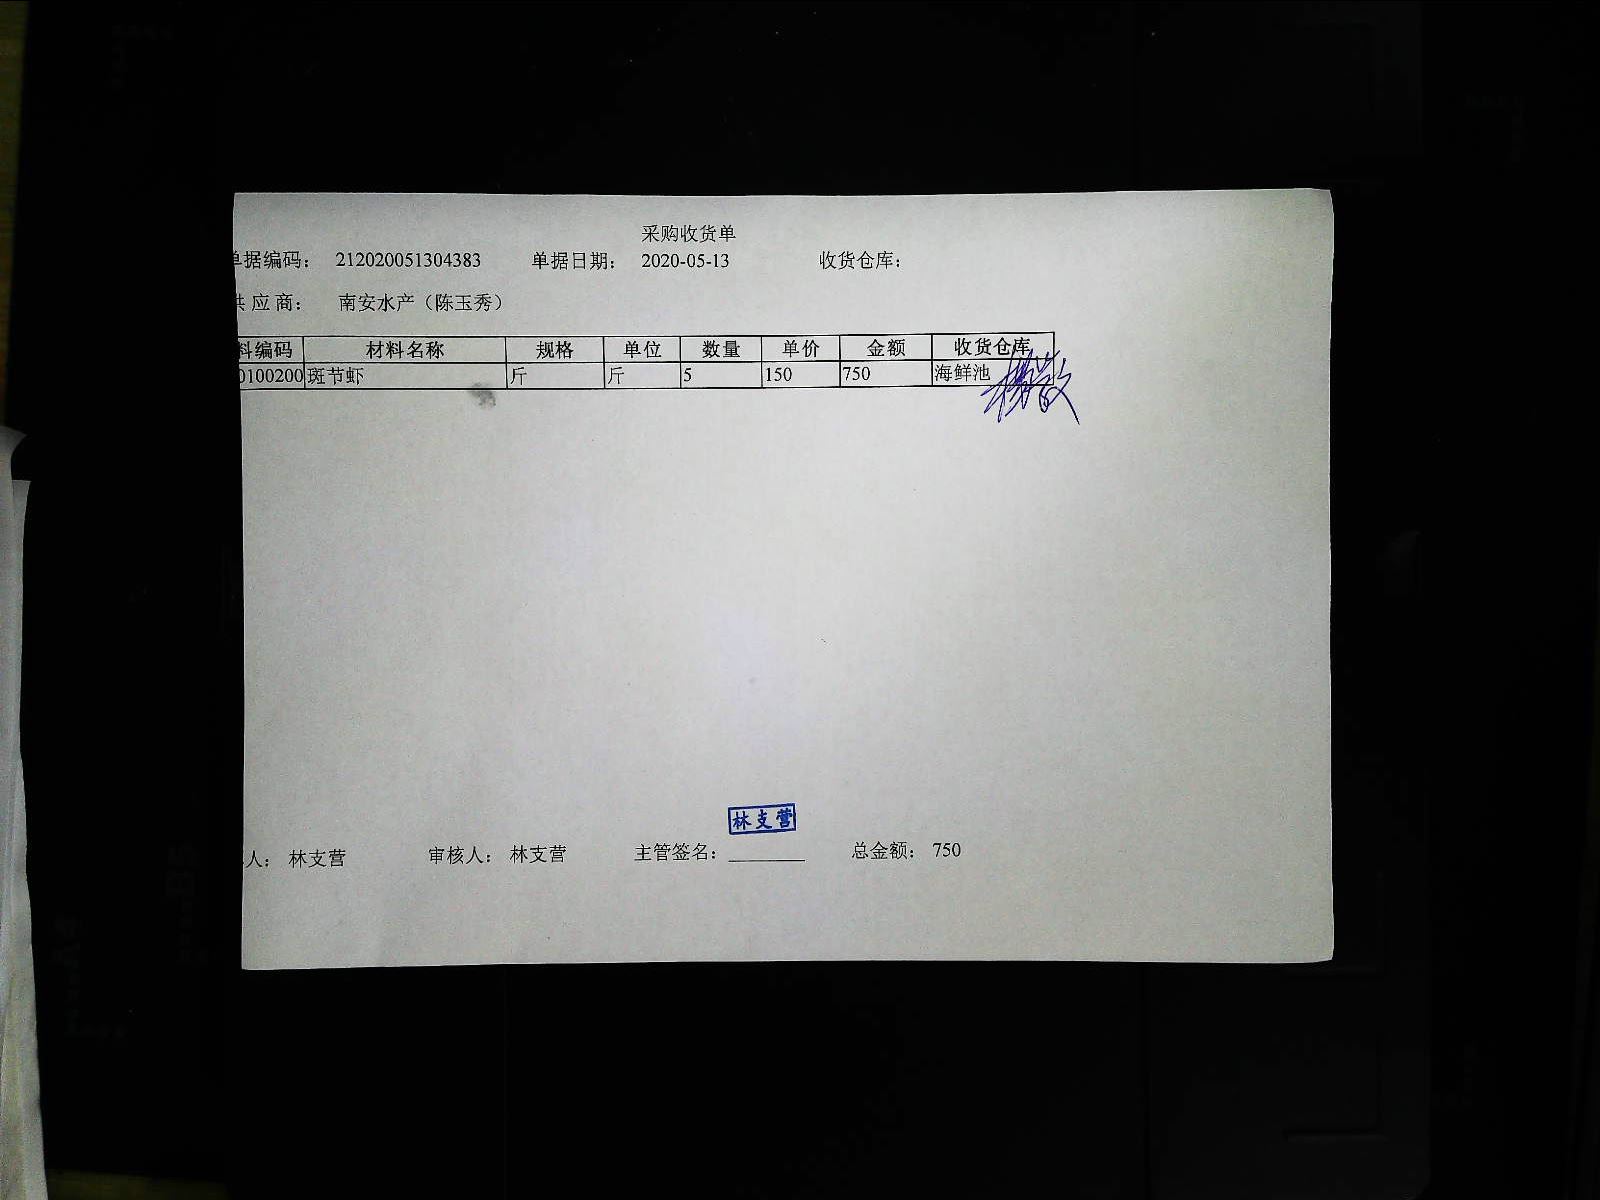 采购收货单
单据编码： 212020051304383 单据日期： 2020-05-13 收货仓库：
供应商： 南安水产（陈玉秀）
料编码 材料名称 规格 单位 数量 单价 金额 收货仓库
0100200 斑节虾 斤 斤 5 150 750 海鲜池
林支营
人： 林支营 审核人： 林支营 主管签名： 总金额： 750